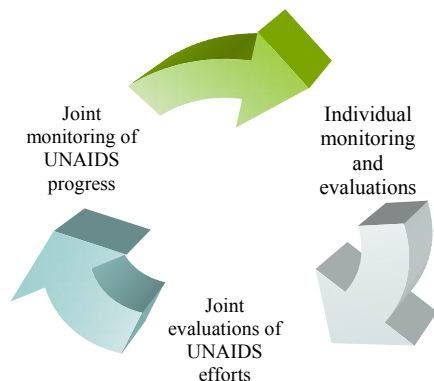 Joint
monitoring of
UNAIDS
progress
Individual
monitoring
and
evaluations
Joint
evaluations of
UNAIDS
efforts